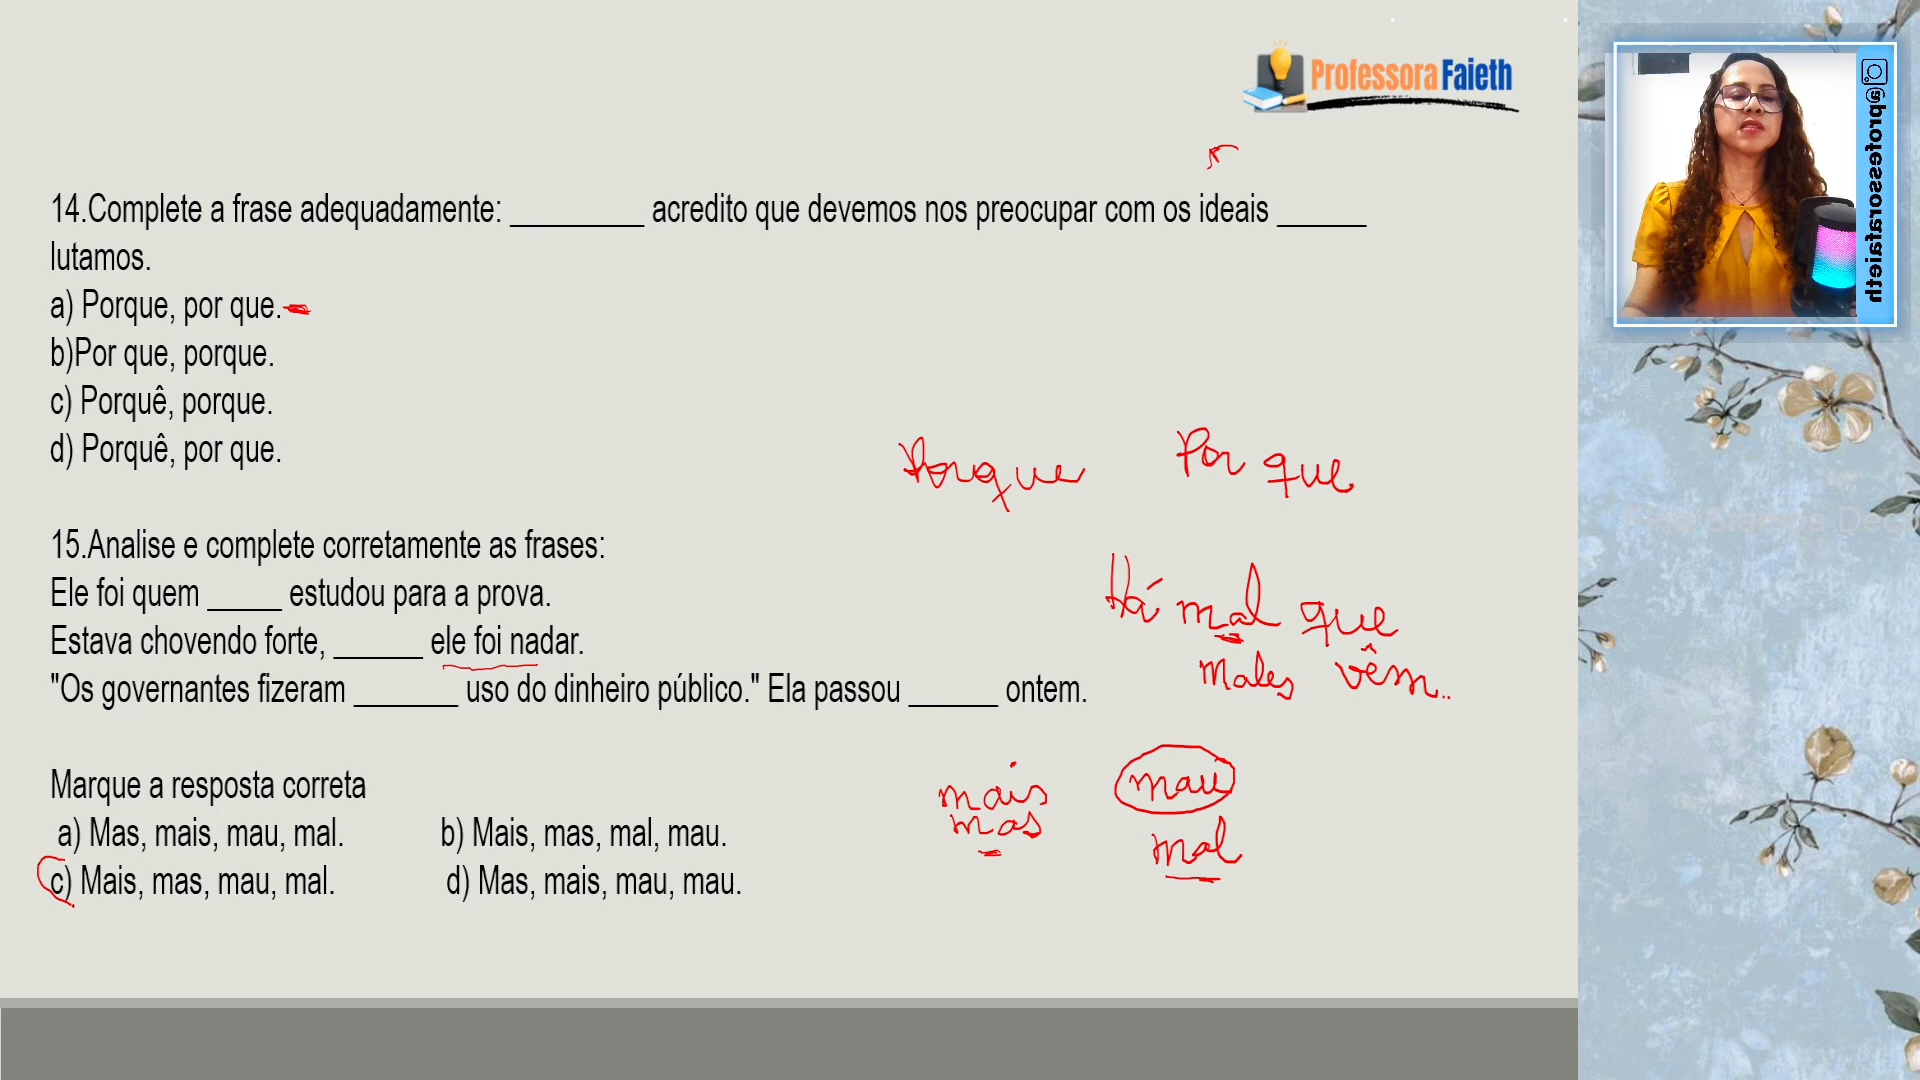 Professora Faieth
@professorafaieth
14.Complete a frase adequadamente: _________ acredito que devemos nos preocupar com os ideais ______
lutamos.
a) Porque, por que.
b)Por que, porque.
c) Porquê, porque.
d) Porquê, por que.
Porque Por que
15.Analise e complete corretamente as frases:
Ele foi quem _____ estudou para a prova.
Estava chovendo forte, ______ ele foi nadar.
"Os governantes fizeram _______ uso do dinheiro público." Ela passou ______ ontem.
Há mal que
males vêm..
Marque a resposta correta
a) Mas, mais, mau, mal. b) Mais, mas, mal, mau.
c) Mais, mas, mau, mal. d) Mas, mais, mau, mau.
mais mau
mas mal